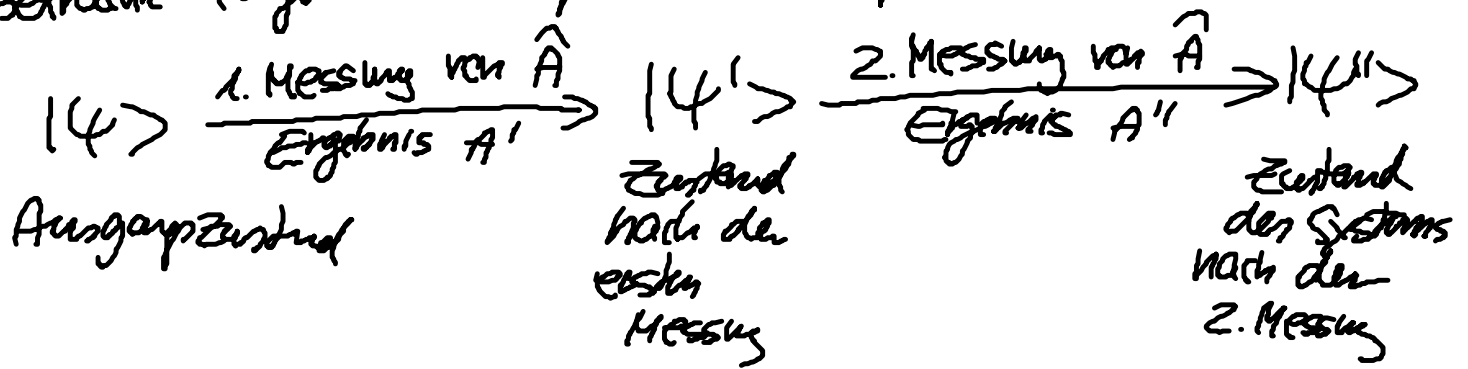 |ψ> 1. Messung von Â |ψ'> 2. Messung von Â |ψ''>
Ergebnis A' Ergebnis A''
Ausgangszustand
Zustand
nach der
ersten
Messung
Zustand
des Systems
nach der
2. Messung